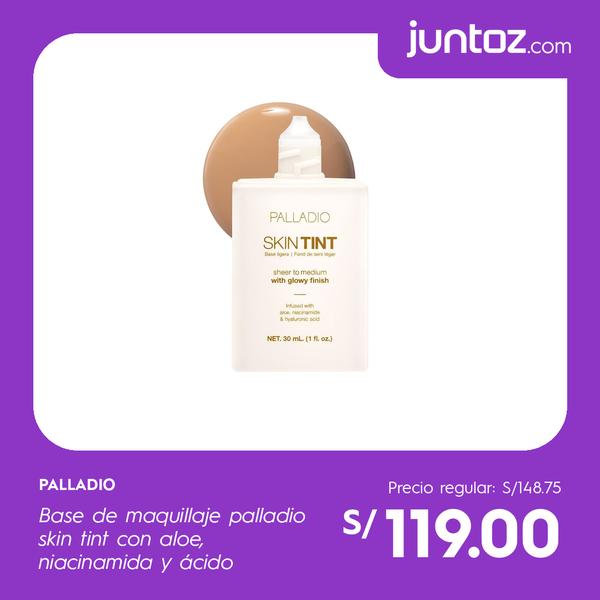 juntoz.com
PALLADIO
SKIN TINT
Base ligera | Fond de teint léger
sheer to medium
with glowy finish
Infused with
aloe, niacinamide
& hyaluronic acid
NET. 30 mL. (1 fl. oz.)
PALLADIO
Base de maquillaje palladio
skin tint con aloe,
niacinamida y ácido
Precio regular: S/148.75
S/119.00